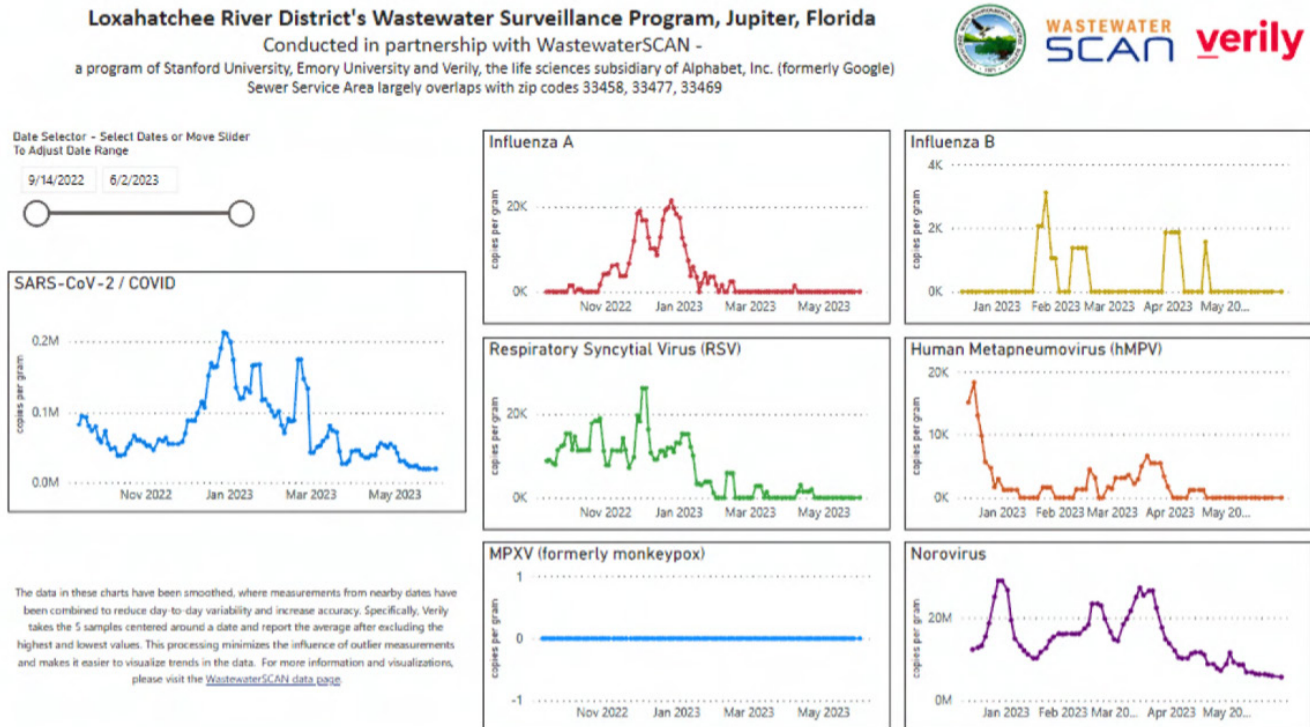 Loxahatchee River District's Wastewater Surveillance Program, Jupiter, Florida
Conducted in partnership with WastewaterSCAN -
a program of Stanford University, Emory University and Verily, the life sciences subsidiary of Alphabet, Inc. (formerly Google)
Sewer Service Area largely overlaps with zip codes 33458, 33477, 33469
WASTEWATER
SCAN
verily
Date Selector - Select Dates or Move Slider
To Adjust Date Range
9/14/2022 6/2/2023
SARS-CoV-2 / COVID
copies per gram
0.2M
0.1M
0.0M
Nov 2022 Jan 2023 Mar 2023 May 2023
The data in these charts have been smoothed, where measurements from nearby dates have
been combined to reduce day-to-day variability and increase accuracy. Specifically, Verily
takes the 5 samples centered around a date and report the average after excluding the
highest and lowest values. This processing minimizes the influence of outlier measurements
and makes it easier to visualize trends in the data. For more information and visualizations,
please visit the WastewaterSCAN data page.
Influenza A
copies per gram
20K
0K
Nov 2022 Jan 2023 Mar 2023 May 2023
Influenza B
copies per gram
4K
2K
0K
Jan 2023 Feb 2023 Mar 2023 Apr 2023 May 20...
Respiratory Syncytial Virus (RSV)
copies per gram
20K
0K
Nov 2022 Jan 2023 Mar 2023 May 2023
Human Metapneumovirus (hMPV)
copies per gram
20K
10K
0K
Jan 2023 Feb 2023 Mar 2023 Apr 2023 May 20...
MPXV (formerly monkeypox)
copies per gram
1
0
-1
Nov 2022 Jan 2023 Mar 2023 May 2023
Norovirus
copies per gram
20M
0M
Jan 2023 Feb 2023 Mar 20... Apr 2023 May 20...